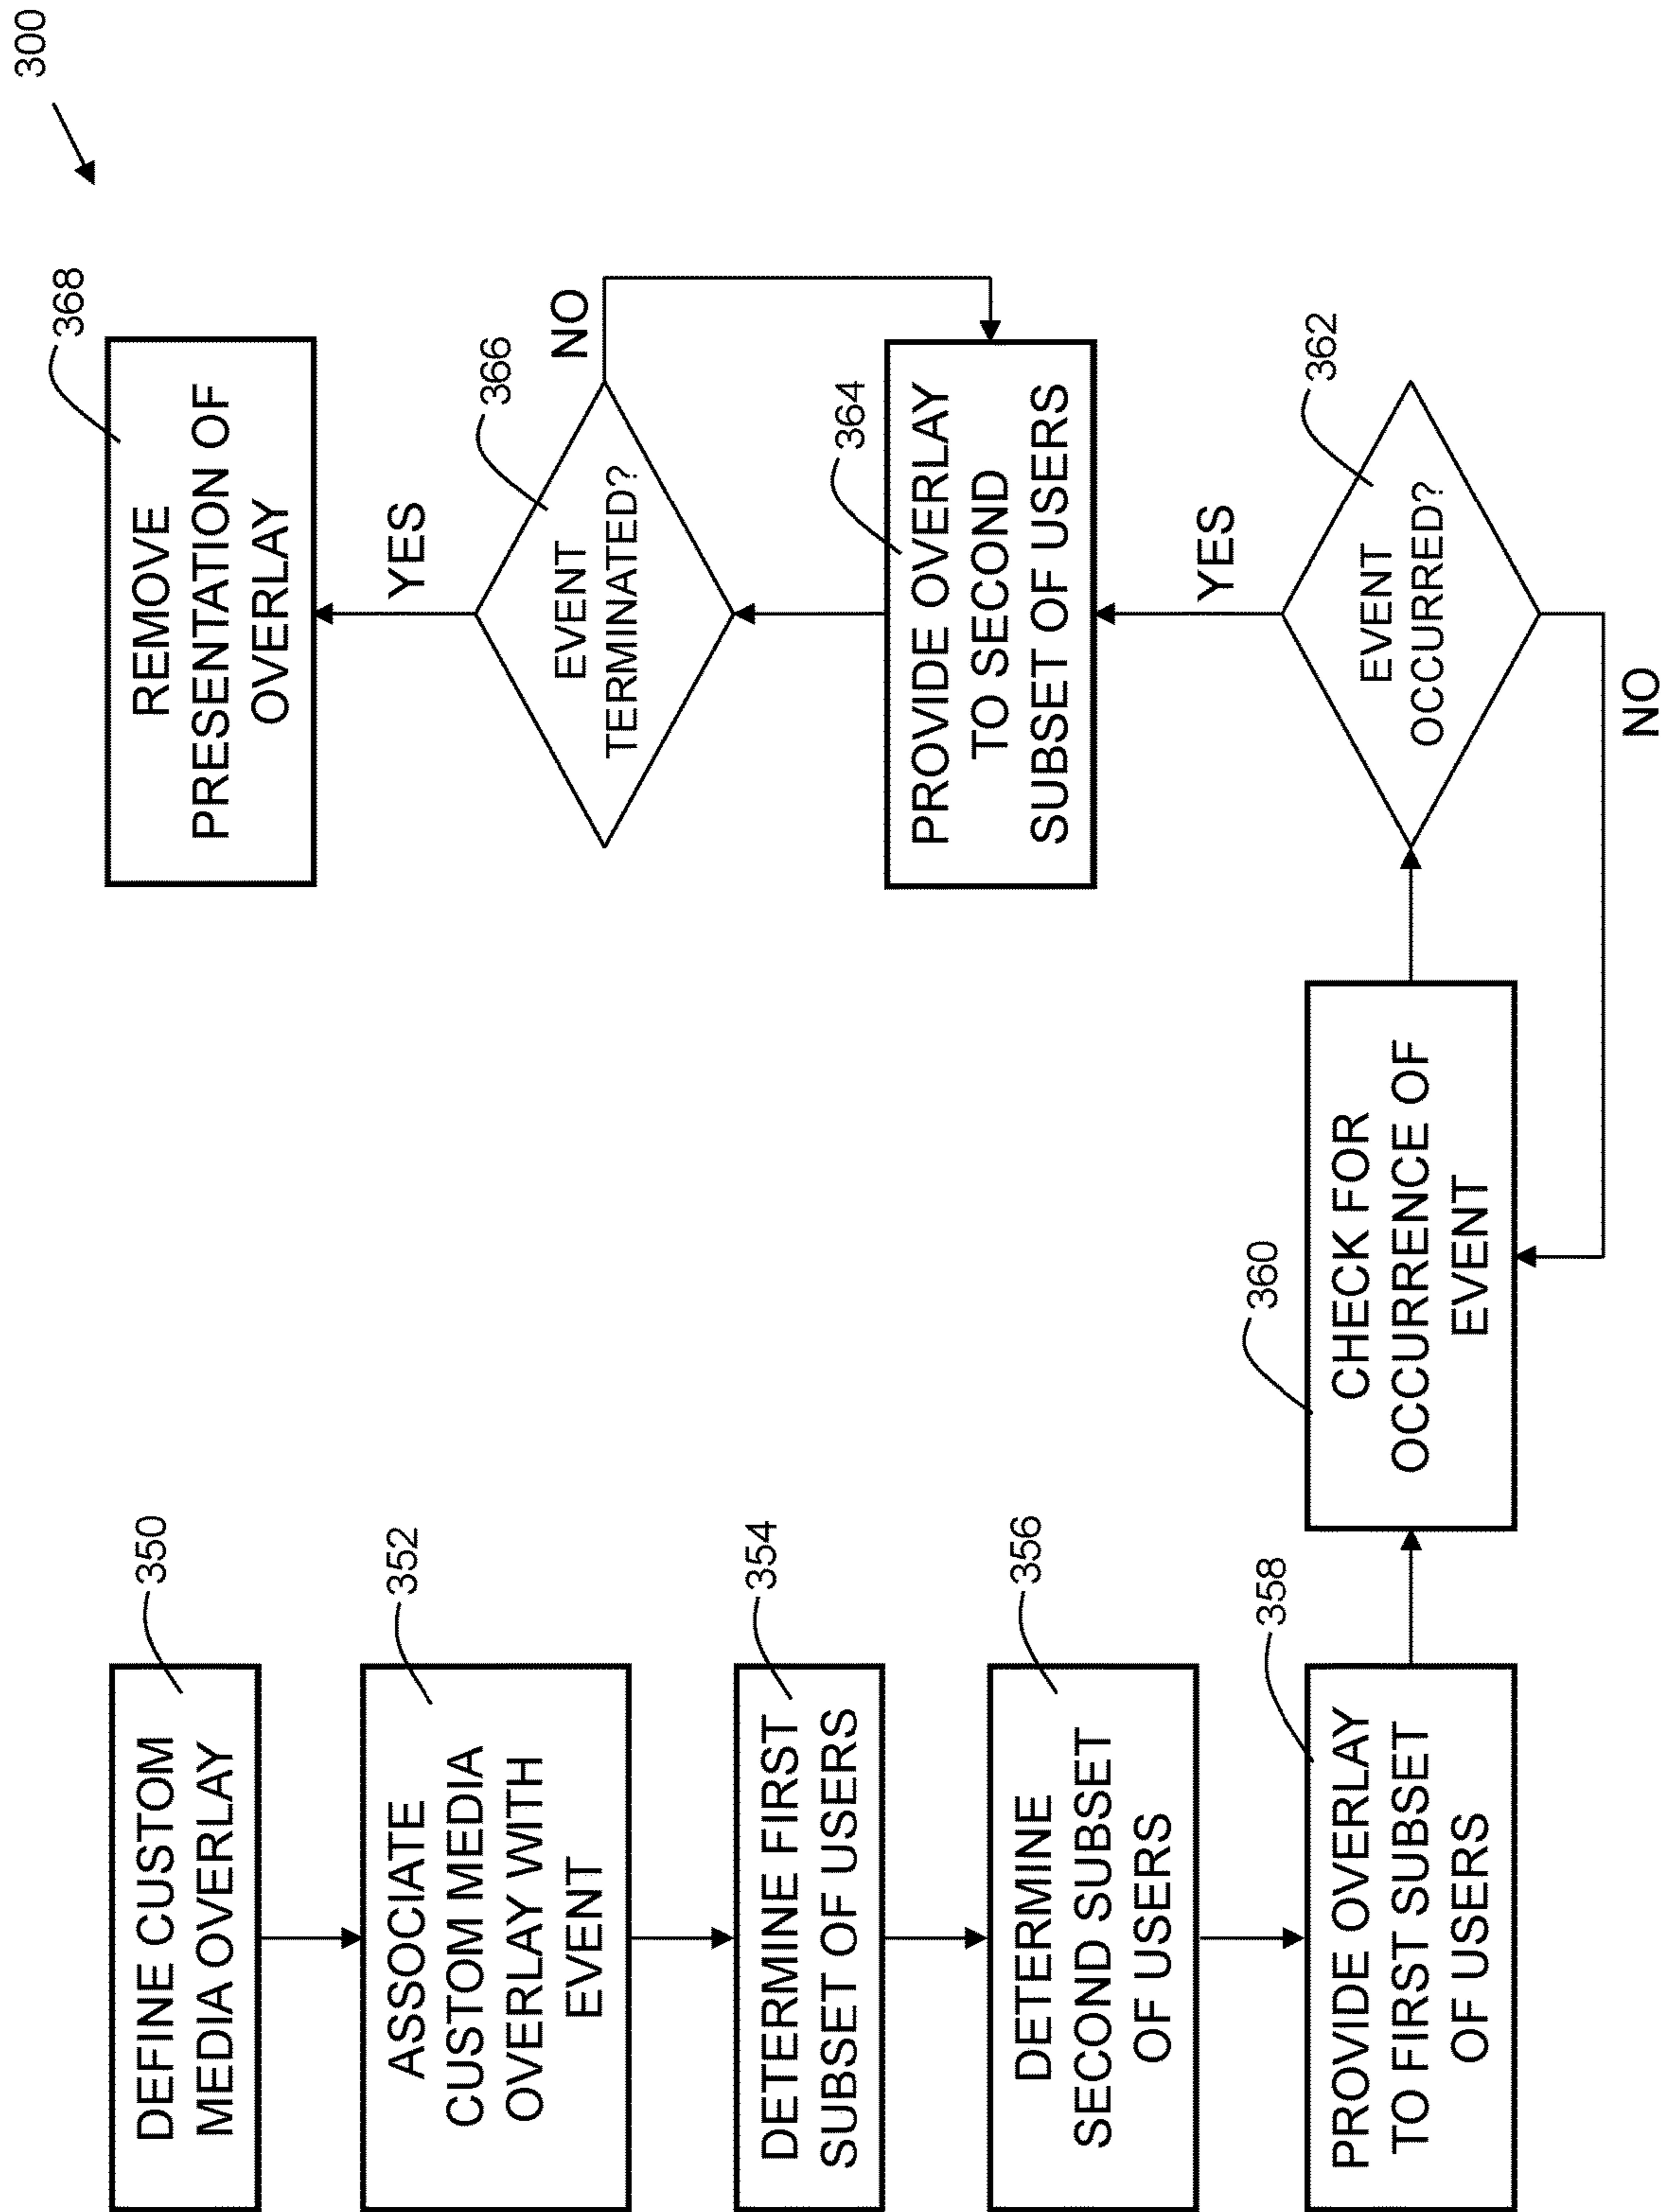 300
350
DEFINE CUSTOM
MEDIA OVERLAY
352
ASSOCIATE
CUSTOM MEDIA
OVERLAY WITH
EVENT
354
DETERMINE FIRST
SUBSET OF USERS
356
DETERMINE
SECOND SUBSET
OF USERS
358
PROVIDE OVERLAY
TO FIRST SUBSET
OF USERS
360
CHECK FOR
OCCURRENCE OF
EVENT
362
EVENT
OCCURRED?
NO
YES
364
PROVIDE OVERLAY
TO SECOND
SUBSET OF USERS
366
EVENT
TERMINATED?
NO
YES
368
REMOVE
PRESENTATION OF
OVERLAY